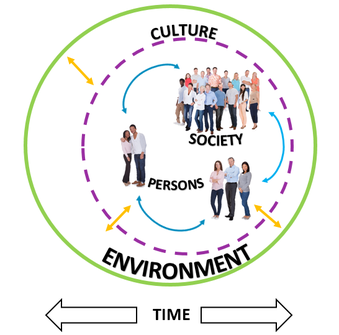 CULTURE
SOCIETY
PERSONS
ENVIRONMENT
TIME